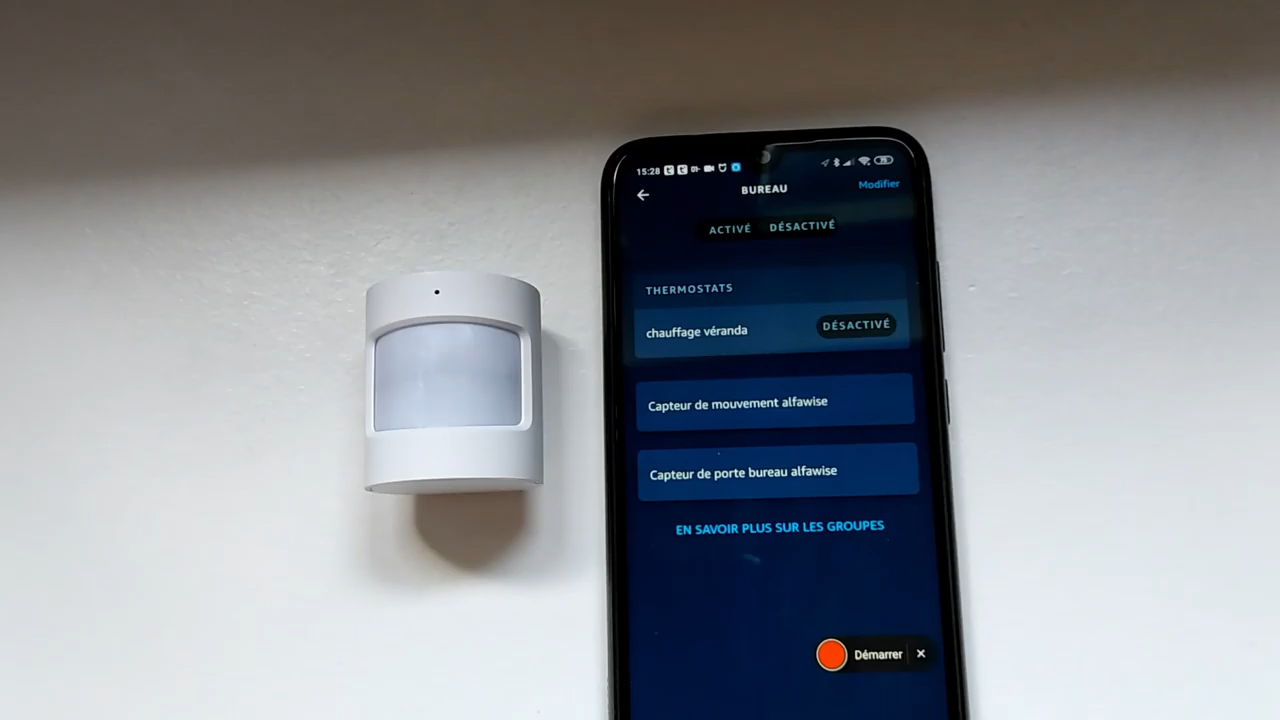 15:28
BUREAU
Modifier
ACTIVÉ DÉSACTIVÉ
THERMOSTATS
chauffage véranda DÉSACTIVÉ
Capteur de mouvement alfawise
Capteur de porte bureau alfawise
EN SAVOIR PLUS SUR LES GROUPES
Démarrer